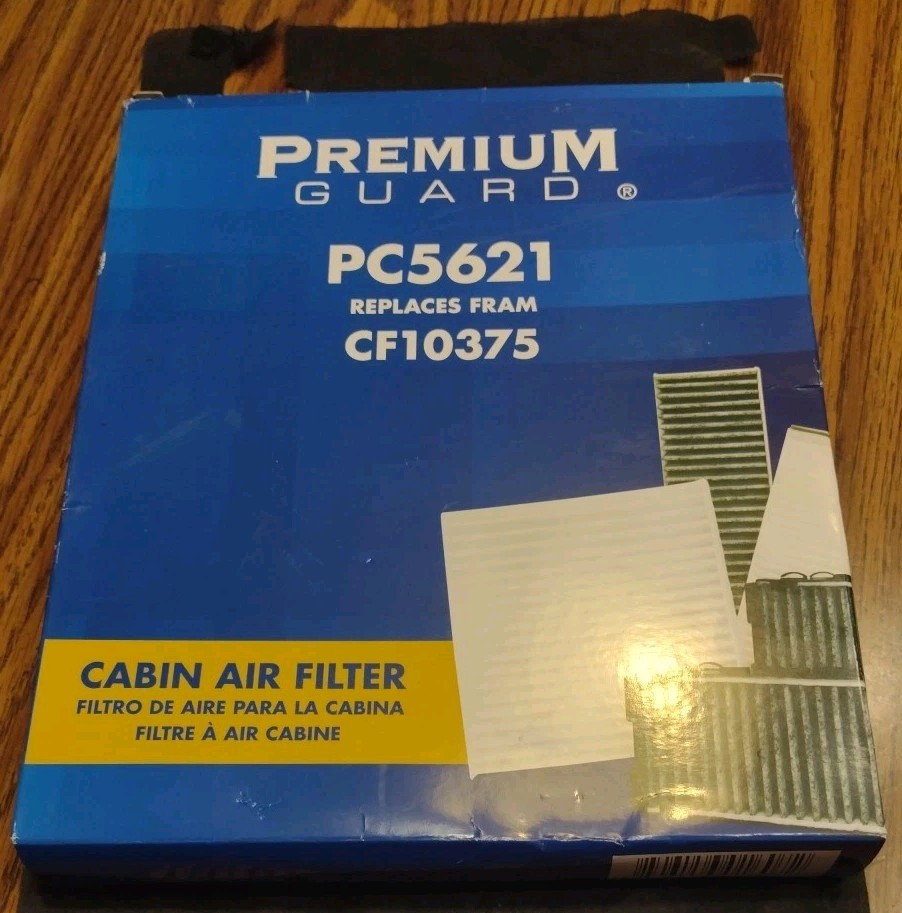 PREMIUM
GUARD ®
PC5621
REPLACES FRAM
CF10375
CABIN AIR FILTER
FILTRO DE AIRE PARA LA CABINA
FILTRE À AIR CABINE